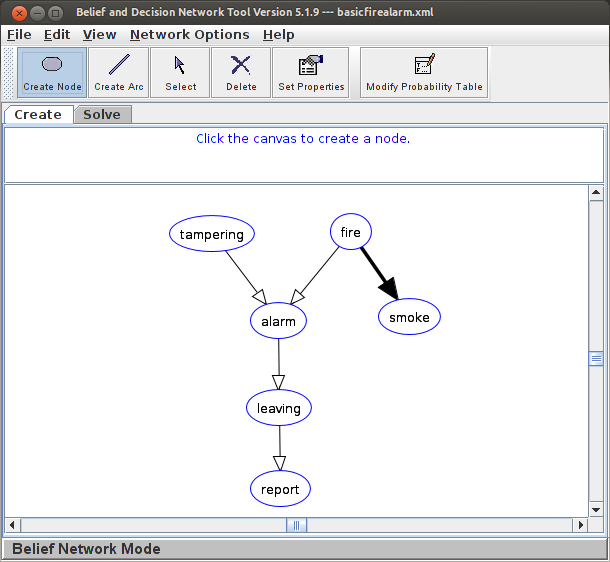 Belief and Decision Network Tool Version 5.1.9 --- basicfirealarm.xml
File Edit View Network Options Help
Create Node Create Arc Select Delete Set Properties Modify Probability Table
Create Solve
Click the canvas to create a node.
tampering fire
alarm smoke
leaving
report
Belief Network Mode